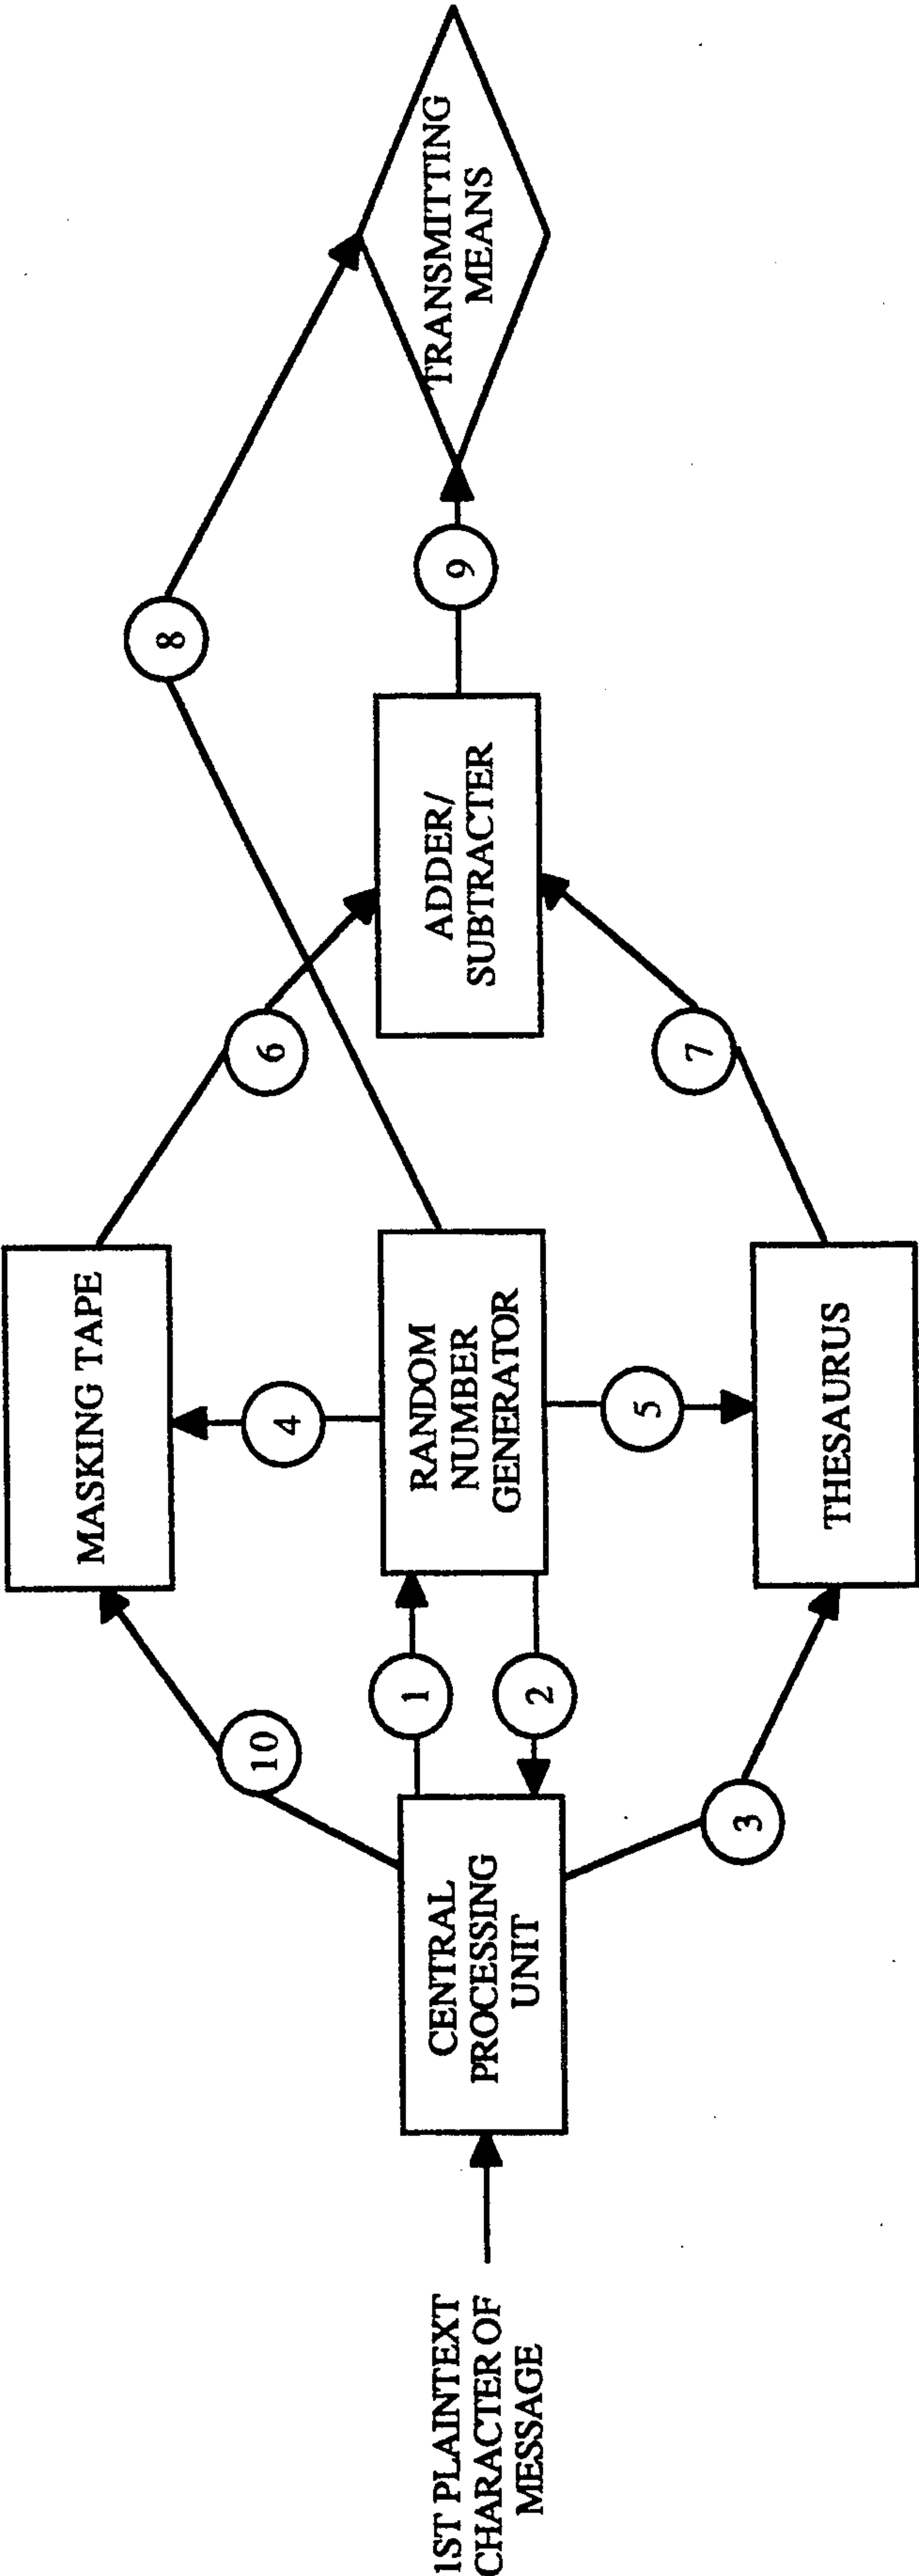 1ST PLAINTEXT
CHARACTER OF
MESSAGE
CENTRAL
PROCESSING
UNIT
10
1
2
3
MASKING TAPE
4
RANDOM
NUMBER
GENERATOR
5
THESAURUS
6
7
ADDER/
SUBTRACTER
8
9
TRANSMITTING
MEANS